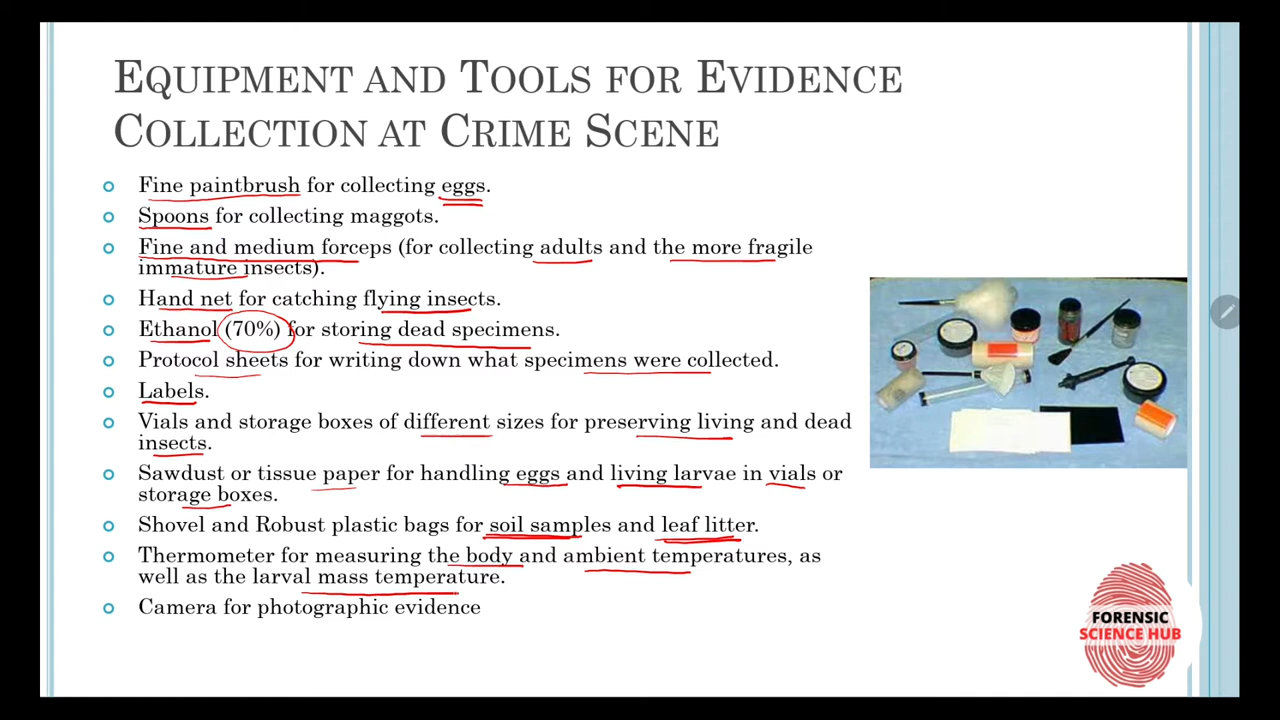 EQUIPMENT AND TOOLS FOR EVIDENCE
COLLECTION AT CRIME SCENE
Fine paintbrush for collecting eggs.
Spoons for collecting maggots.
Fine and medium forceps (for collecting adults and the more fragile
immature insects).
Hand net for catching flying insects.
Ethanol (70%) for storing dead specimens.
Protocol sheets for writing down what specimens were collected.
Labels.
Vials and storage boxes of different sizes for preserving living and dead
insects.
Sawdust or tissue paper for handling eggs and living larvae in vials or
storage boxes.
Shovel and Robust plastic bags for soil samples and leaf litter.
Thermometer for measuring the body and ambient temperatures, as
well as the larval mass temperature.
Camera for photographic evidence
FORENSIC
SCIENCE HUB